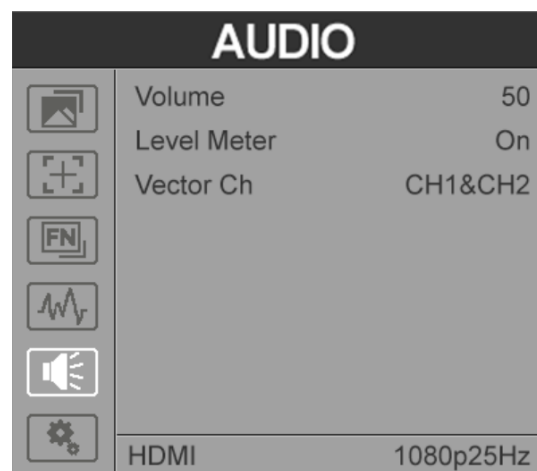 AUDIO
Volume 50
Level Meter On
Vector Ch CH1&CH2
FN
HDMI 1080p25Hz